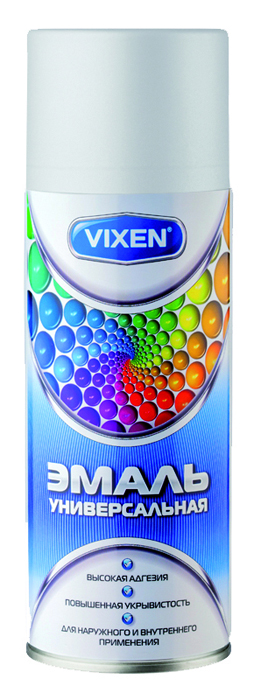 VIXEN®
ЭМАЛЬ
УНИВЕРСАЛЬНАЯ
ВЫСОКАЯ АДГЕЗИЯ
ПОВЫШЕННАЯ УКРЫВИСТОСТЬ
ДЛЯ НАРУЖНОГО И ВНУТРЕННЕГО
ПРИМЕНЕНИЯ